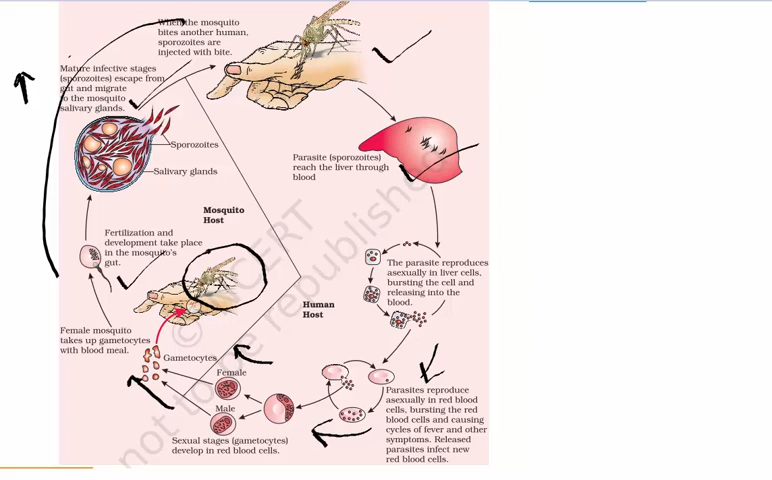 When the mosquito
bites another human,
sporozoites are
injected with bite.
Mature infective stages
(sporozoites) escape from
gut and migrate
to the mosquito
salivary glands.
Sporozoites
Salivary glands
Parasite (sporozoites)
reach the liver through
blood
Mosquito
Host
Fertilization and
development take place
in the mosquito's
gut.
The parasite reproduces
asexually in liver cells,
bursting the cell and
releasing into the
blood.
Human
Host
Female mosquito
takes up gametocytes
with blood meal.
Gametocytes
Female
Male
Parasites reproduce
asexually in red blood
cells, bursting the red
blood cells and causing
cycles of fever and other
symptoms. Released
parasites infect new
red blood cells.
Sexual stages (gametocytes)
develop in red blood cells.
© NCERT
not to be republished